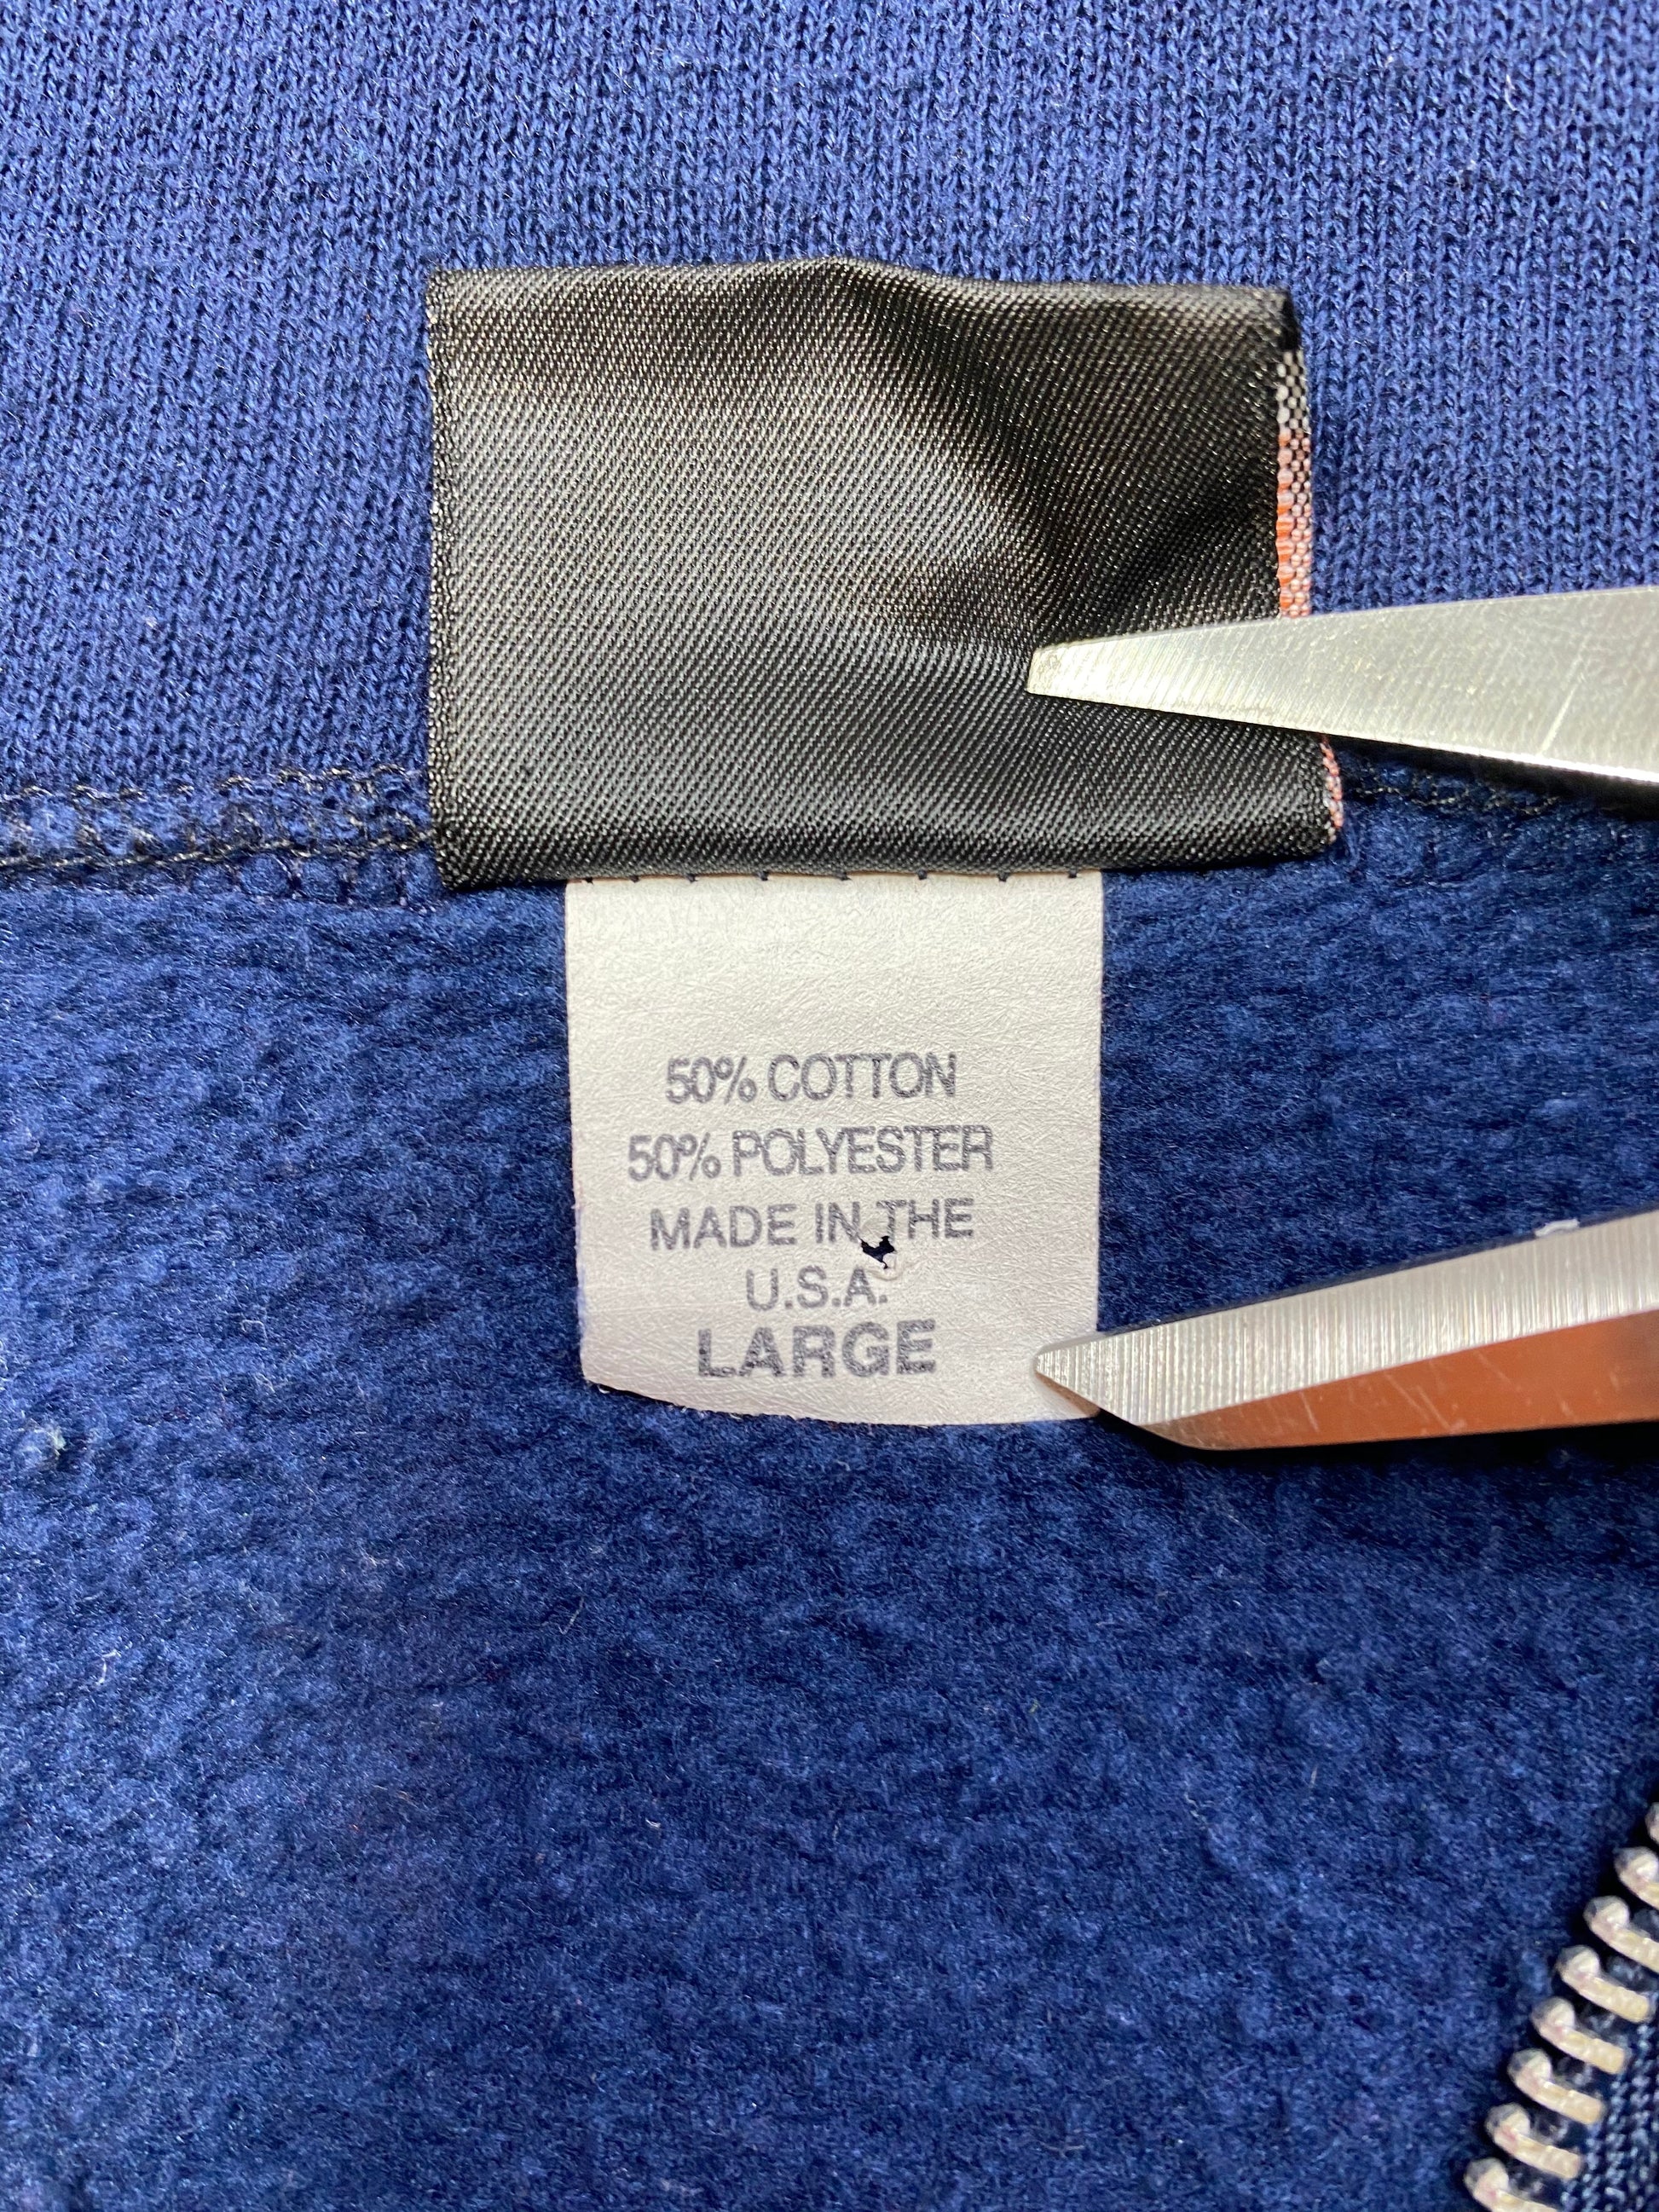 50% COTTON
50% POLYESTER
MADE IN THE
U.S.A.
LARGE